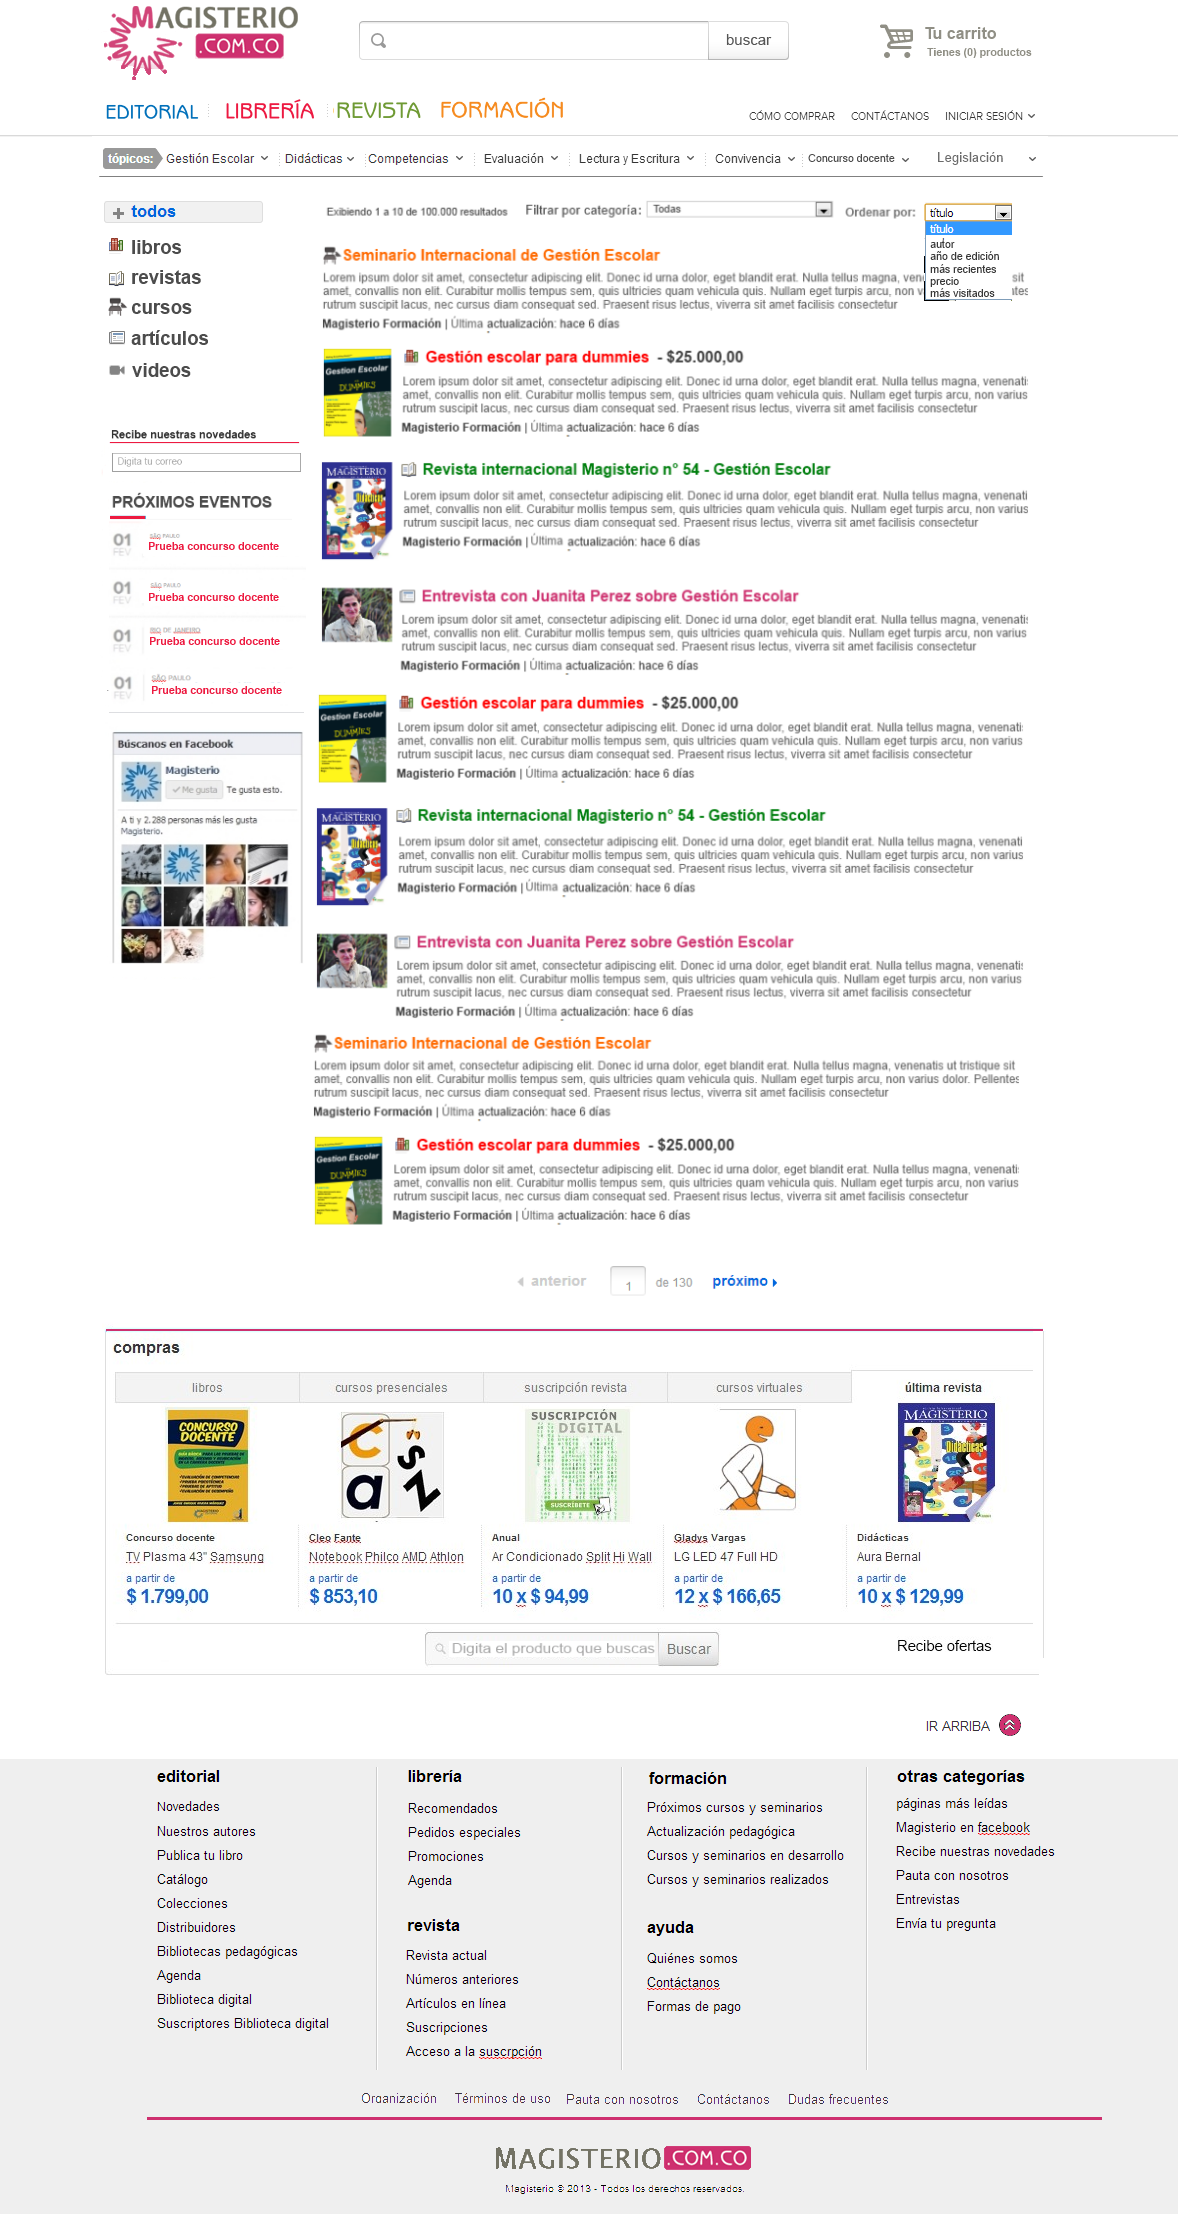 MAGISTERIO
.COM.CO
buscar
Tu carrito
Tienes (0) productos
EDITORIAL
LIBRERÍA
REVISTA
FORMACIÓN
CÓMO COMPRAR
CONTÁCTANOS
INICIAR SESIÓN
tópicos:
Gestión Escolar
Didácticas
Competencias
Evaluación
Lectura y Escritura
Convivencia
Concurso docente
Legislación
todos
libros
revistas
cursos
artículos
videos
Recibe nuestras novedades
Digita tu correo
PRÓXIMOS EVENTOS
01 FEV
SÃO PAULO
Prueba concurso docente
01 FEV
SÃO PAULO
Prueba concurso docente
01 FEV
RIO DE JANEIRO
Prueba concurso docente
01 FEV
SÃO PAULO
Prueba concurso docente
Búscanos en Facebook
Magisterio
Me gusta Te gusta esto.
A ti y 2.288 personas más les gusta
Magisterio.
Exibiendo 1 a 10 de 100.000 resultados
Filtrar por categoría: Todas
Ordenar por: título
título
autor
año de edición
más recientes
precio
más visitados
Seminario Internacional de Gestión Escolar
Lorem ipsum dolor sit amet, consectetur adipiscing elit. Donec id urna dolor, eget blandit erat. Nulla tellus magna, sit
amet, convallis non elit. Curabitur mollis tempus sem, quis ultricies quam vehicula quis. Nullam eget turpis arcu, non
rutrum suscipit lacus, nec cursus diam consequat sed. Praesent risus lectus, viverra sit amet facilisis consectetur
Magisterio Formación | Última actualización: hace 6 días
Gestion Escolar
DUMMIES
Gestión escolar para dummies - $25.000,00
Lorem ipsum dolor sit amet, consectetur adipiscing elit. Donec id urna dolor, eget blandit erat. Nulla tellus magna, venenati
amet, convallis non elit. Curabitur mollis tempus sem, quis ultricies quam vehicula quis. Nullam eget turpis arcu, non varius
rutrum suscipit lacus, nec cursus diam consequat sed. Praesent risus lectus, viverra sit amet facilisis consectetur
Magisterio Formación | Última actualización: hace 6 días
MAGISTERIO
Didácticas
Revista internacional Magisterio n° 54 - Gestión Escolar
Lorem ipsum dolor sit amet, consectetur adipiscing elit. Donec id urna dolor, eget blandit erat. Nulla tellus magna, venenati
amet, convallis non elit. Curabitur mollis tempus sem, quis ultricies quam vehicula quis. Nullam eget turpis arcu, non varius
rutrum suscipit lacus, nec cursus diam consequat sed. Praesent risus lectus, viverra sit amet facilisis consectetur
Magisterio Formación | Última actualización: hace 6 días
Entrevista con Juanita Perez sobre Gestión Escolar
Lorem ipsum dolor sit amet, consectetur adipiscing elit. Donec id urna dolor, eget blandit erat. Nulla tellus magna, venenati
amet, convallis non elit. Curabitur mollis tempus sem, quis ultricies quam vehicula quis. Nullam eget turpis arcu, non varius
rutrum suscipit lacus, nec cursus diam consequat sed. Praesent risus lectus, viverra sit amet facilisis consectetur
Magisterio Formación | Última actualización: hace 6 días
Gestion Escolar
DUMMIES
Gestión escolar para dummies - $25.000,00
Lorem ipsum dolor sit amet, consectetur adipiscing elit. Donec id urna dolor, eget blandit erat. Nulla tellus magna, venenati
amet, convallis non elit. Curabitur mollis tempus sem, quis ultricies quam vehicula quis. Nullam eget turpis arcu, non varius
rutrum suscipit lacus, nec cursus diam consequat sed. Praesent risus lectus, viverra sit amet facilisis consectetur
Magisterio Formación | Última actualización: hace 6 días
MAGISTERIO
Didácticas
Revista internacional Magisterio n° 54 - Gestión Escolar
Lorem ipsum dolor sit amet, consectetur adipiscing elit. Donec id urna dolor, eget blandit erat. Nulla tellus magna, venenati
amet, convallis non elit. Curabitur mollis tempus sem, quis ultricies quam vehicula quis. Nullam eget turpis arcu, non varius
rutrum suscipit lacus, nec cursus diam consequat sed. Praesent risus lectus, viverra sit amet facilisis consectetur
Magisterio Formación | Última actualización: hace 6 días
Entrevista con Juanita Perez sobre Gestión Escolar
Lorem ipsum dolor sit amet, consectetur adipiscing elit. Donec id urna dolor, eget blandit erat. Nulla tellus magna, venenati
amet, convallis non elit. Curabitur mollis tempus sem, quis ultricies quam vehicula quis. Nullam eget turpis arcu, non varius
rutrum suscipit lacus, nec cursus diam consequat sed. Praesent risus lectus, viverra sit amet facilisis consectetur
Magisterio Formación | Última actualización: hace 6 días
Seminario Internacional de Gestión Escolar
Lorem ipsum dolor sit amet, consectetur adipiscing elit. Donec id urna dolor, eget blandit erat. Nulla tellus magna, venenatis ut tristique sit
amet, convallis non elit. Curabitur mollis tempus sem, quis ultricies quam vehicula quis. Nullam eget turpis arcu, non varius dolor. Pellentes
rutrum suscipit lacus, nec cursus diam consequat sed. Praesent risus lectus, viverra sit amet facilisis consectetur
Magisterio Formación | Última actualización: hace 6 días
Gestion Escolar
DUMMIES
Gestión escolar para dummies - $25.000,00
Lorem ipsum dolor sit amet, consectetur adipiscing elit. Donec id urna dolor, eget blandit erat. Nulla tellus magna, venenati
amet, convallis non elit. Curabitur mollis tempus sem, quis ultricies quam vehicula quis. Nullam eget turpis arcu, non varius
rutrum suscipit lacus, nec cursus diam consequat sed. Praesent risus lectus, viverra sit amet facilisis consectetur
Magisterio Formación | Última actualización: hace 6 días
anterior 1 de 130 próximo
compras
libros
cursos presenciales
suscripción revista
cursos virtuales
última revista
CONCURSO
DOCENTE
SUSCRIPCIÓN
DIGITAL
SUSCRÍBETE
MAGISTERIO
Didácticas
Concurso docente
TV Plasma 43" Samsung
a partir de
$ 1.799,00
Cleo Fante
Notebook Philco AMD Athlon
a partir de
$ 853,10
Anual
Ar Condicionado Split Hi Wall
a partir de
10 x $ 94,99
Gladys Vargas
LG LED 47 Full HD
a partir de
12 x $ 166,65
Didácticas
Aura Bernal
a partir de
10 x $ 129,99
Digita el producto que buscas
Buscar
Recibe ofertas
IR ARRIBA
editorial
Novedades
Nuestros autores
Publica tu libro
Catálogo
Colecciones
Distribuidores
Bibliotecas pedagógicas
Agenda
Biblioteca digital
Suscriptores Biblioteca digital
librería
Recomendados
Pedidos especiales
Promociones
Agenda
revista
Revista actual
Números anteriores
Artículos en línea
Suscripciones
Acceso a la suscrpción
formación
Próximos cursos y seminarios
Actualización pedagógica
Cursos y seminarios en desarrollo
Cursos y seminarios realizados
ayuda
Quiénes somos
Contáctanos
Formas de pago
otras categorías
páginas más leídas
Magisterio en facebook
Recibe nuestras novedades
Pauta con nosotros
Entrevistas
Envía tu pregunta
Organización
Términos de uso
Pauta con nosotros
Contáctanos
Dudas frecuentes
MAGISTERIO .COM.CO
Magisterio © 2013 - Todos los derechos reservados.